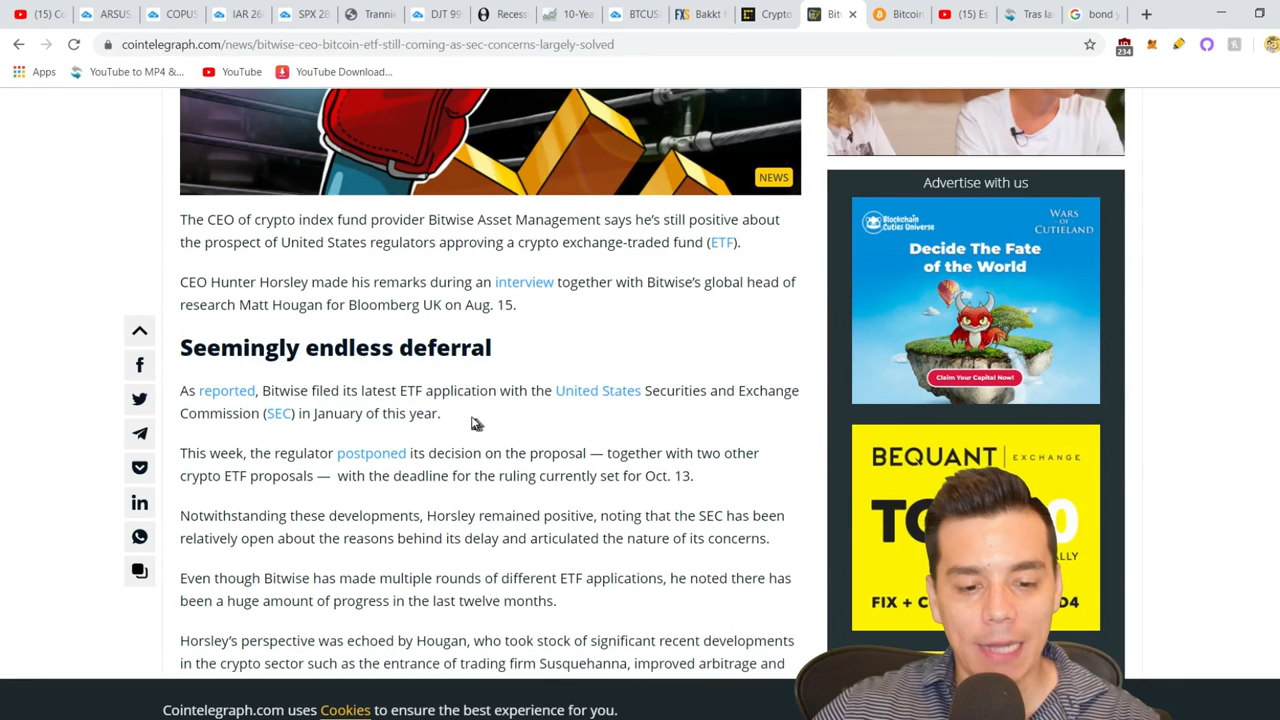 (15) Co
ARSUS
COPUS
IAR 26
SPX 28
Trannie
DJT 99
Recess
10-Yea
BTCUS
Bakkt
Crypto
Bit
Bitcoin
(15) Es
Tras la
bond y
cointelegraph.com/news/bitwise-ceo-bitcoin-etf-still-coming-as-sec-concerns-largely-solved
234
Apps
YouTube to MP4 &...
YouTube
YouTube Download...
NEWS
The CEO of crypto index fund provider Bitwise Asset Management says he's still positive about
the prospect of United States regulators approving a crypto exchange-traded fund (ETF).
CEO Hunter Horsley made his remarks during an interview together with Bitwise's global head of
research Matt Hougan for Bloomberg UK on Aug. 15.
Seemingly endless deferral
As reported, Bitwise filed its latest ETF application with the United States Securities and Exchange
Commission (SEC) in January of this year.
This week, the regulator postponed its decision on the proposal — together with two other
crypto ETF proposals — with the deadline for the ruling currently set for Oct. 13.
Notwithstanding these developments, Horsley remained positive, noting that the SEC has been
relatively open about the reasons behind its delay and articulated the nature of its concerns.
Even though Bitwise has made multiple rounds of different ETF applications, he noted there has
been a huge amount of progress in the last twelve months.
Horsley's perspective was echoed by Hougan, who took stock of significant recent developments
in the crypto sector such as the entrance of trading firm Susquehanna, improved arbitrage and
Cointelegraph.com uses Cookies to ensure the best experience for you.
Advertise with us
Blockchain
Cuties Universe
WARS
OF
CUTIELAND
Decide The Fate
of the World
Claim Your Capital Now!
BEQUANT EXCHANGE
TO
0
ALLY
FIX + C
D4